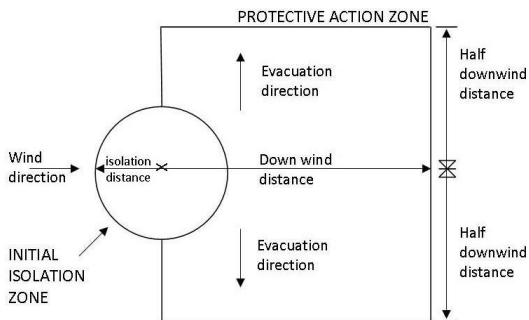 PROTECTIVE ACTION ZONE
Evacuation
direction
Half
downwind
distance
Wind
direction
isolation
distance
Down wind
distance
INITIAL
ISOLATION
ZONE
Evacuation
direction
Half
downwind
distance